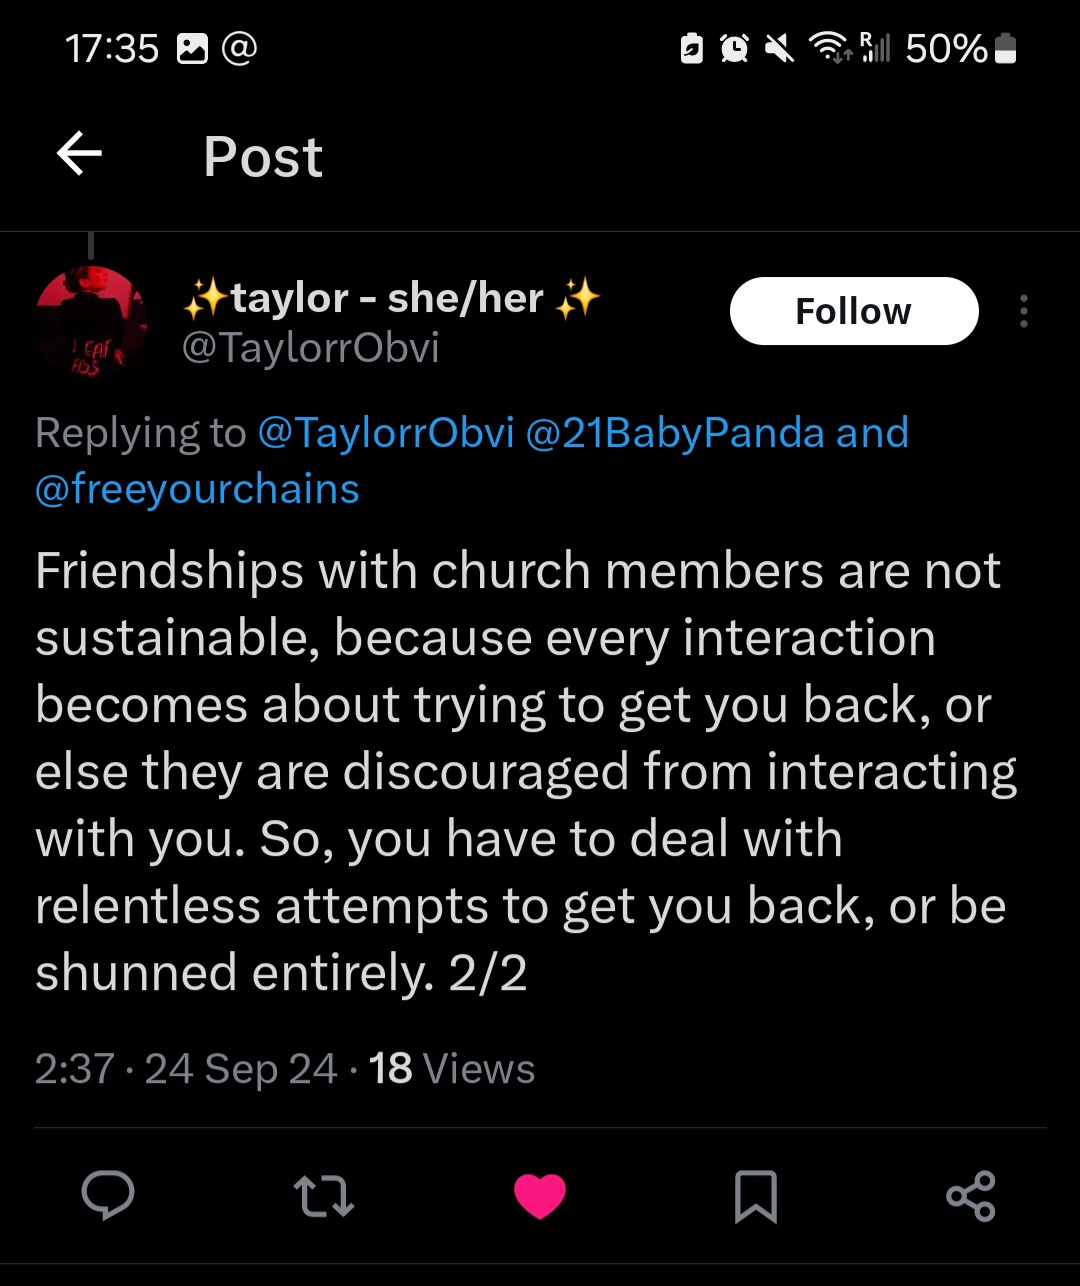 17:35 @ R 50%
Post
✨taylor - she/her ✨
Follow
@TaylorrObvi
I EAT
ASS
Replying to @TaylorrObvi @21BabyPanda and
@freeyourchains
Friendships with church members are not
sustainable, because every interaction
becomes about trying to get you back, or
else they are discouraged from interacting
with you. So, you have to deal with
relentless attempts to get you back, or be
shunned entirely. 2/2
2:37 · 24 Sep 24 · 18 Views